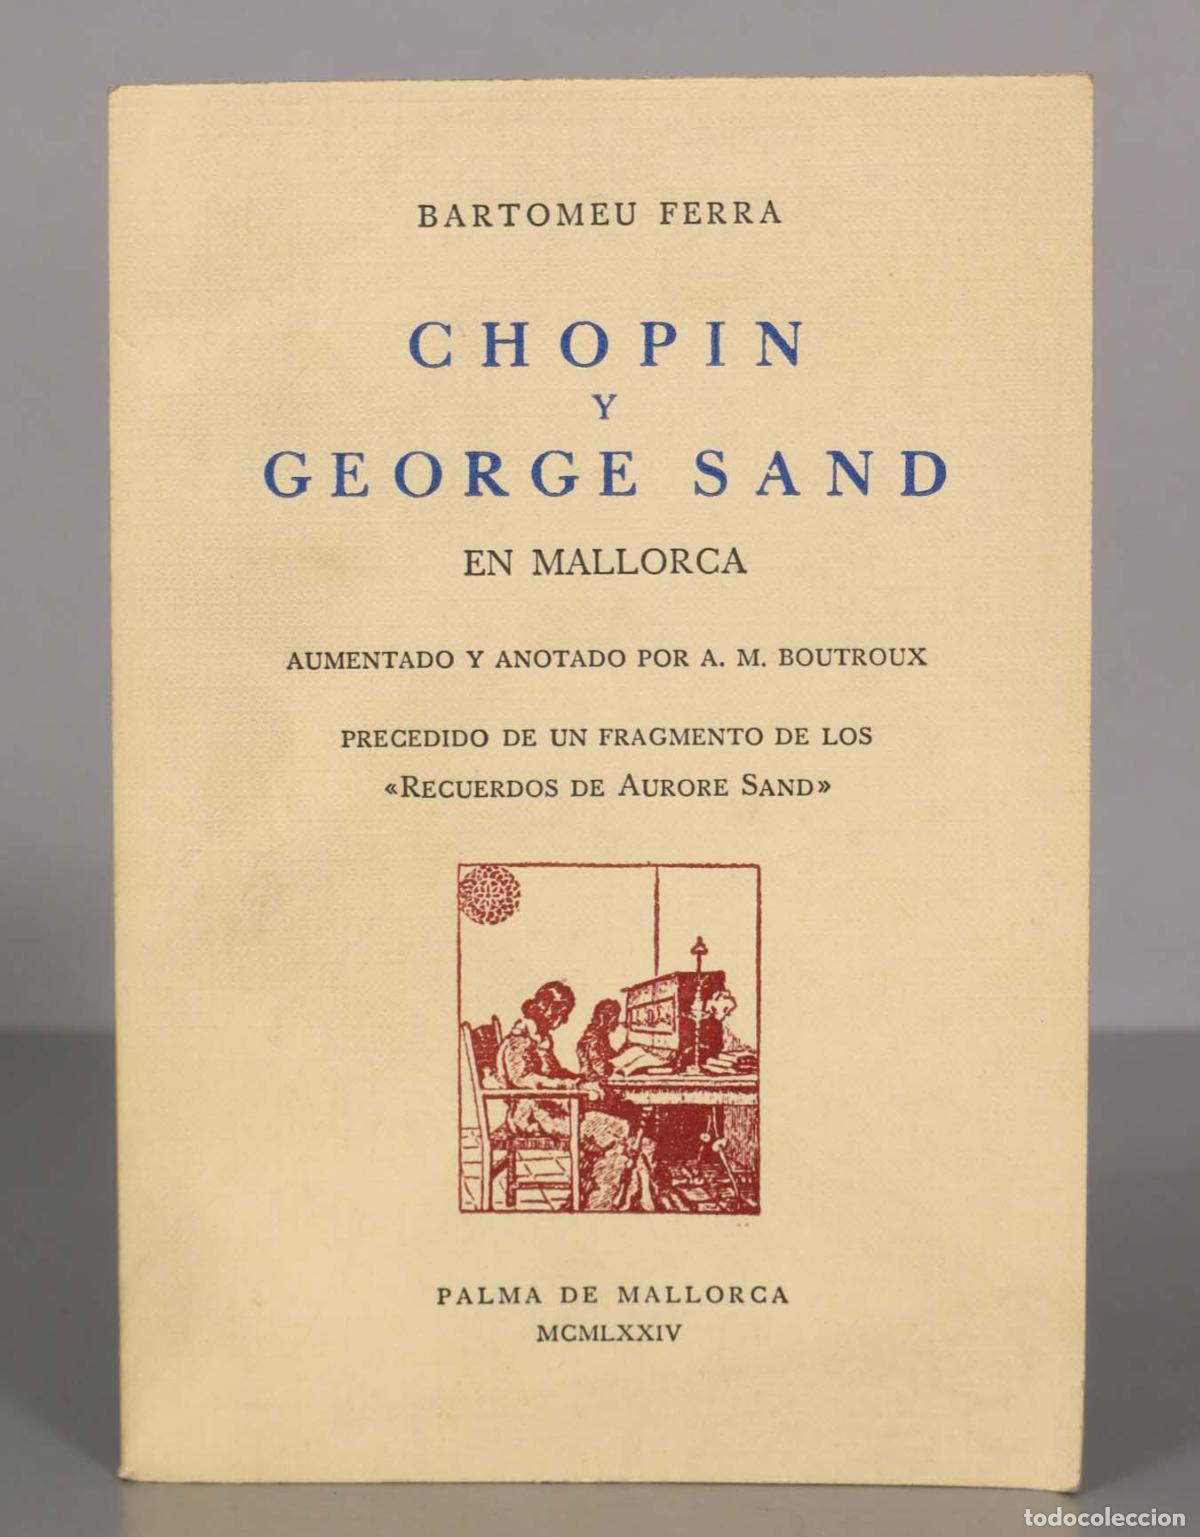 BARTOMEU FERRA
CHOPIN
Y
GEORGE SAND
EN MALLORCA
AUMENTADO Y ANOTADO POR A. M. BOUTROUX
PRECEDIDO DE UN FRAGMENTO DE LOS
«RECUERDOS DE AURORE SAND»
PALMA DE MALLORCA
MCMLXXIV
todocoleccion